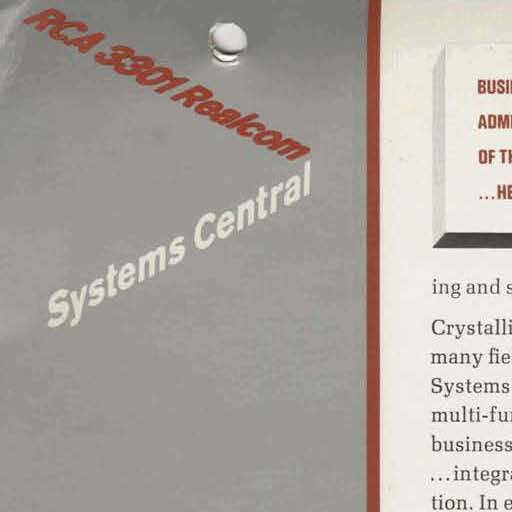 RCA 3301 Realcom
Systems Central
BUSI
ADMI
OF TH
...HE
ing and s
Crystalli
many fie
Systems
multi-fu
business
...integra
tion. In e